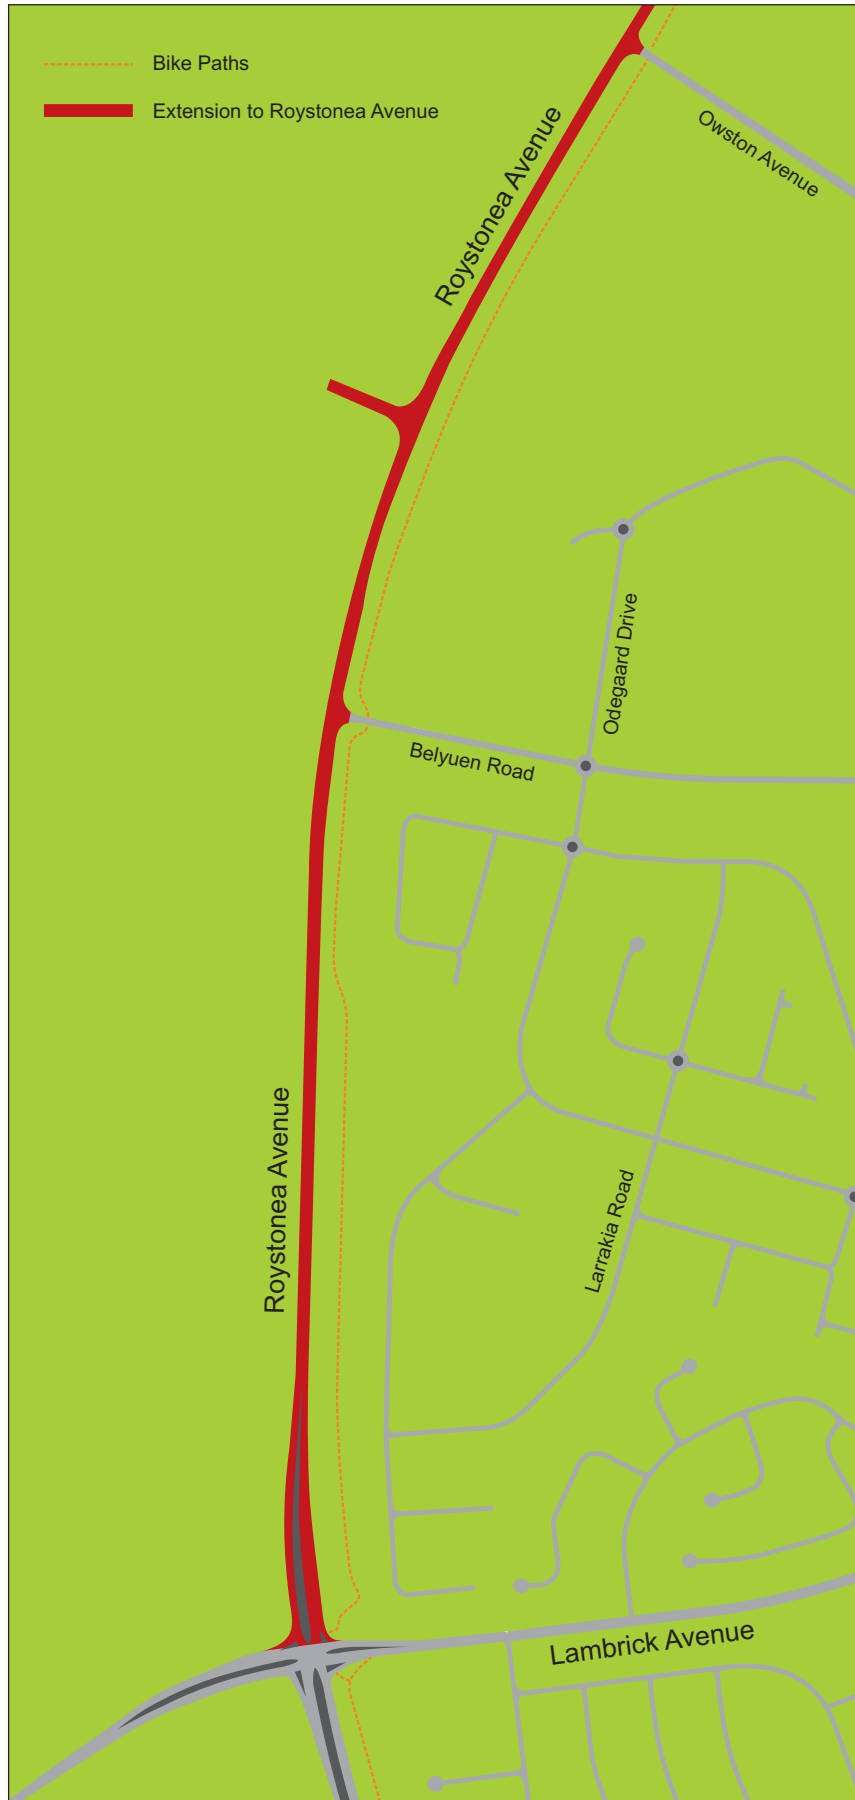 Bike Paths
Extension to Roystonea Avenue
Owston Avenue
Roystonea Avenue
Odegaard Drive
Belyuen Road
Roystonea Avenue
Larrakia Road
Lambrick Avenue